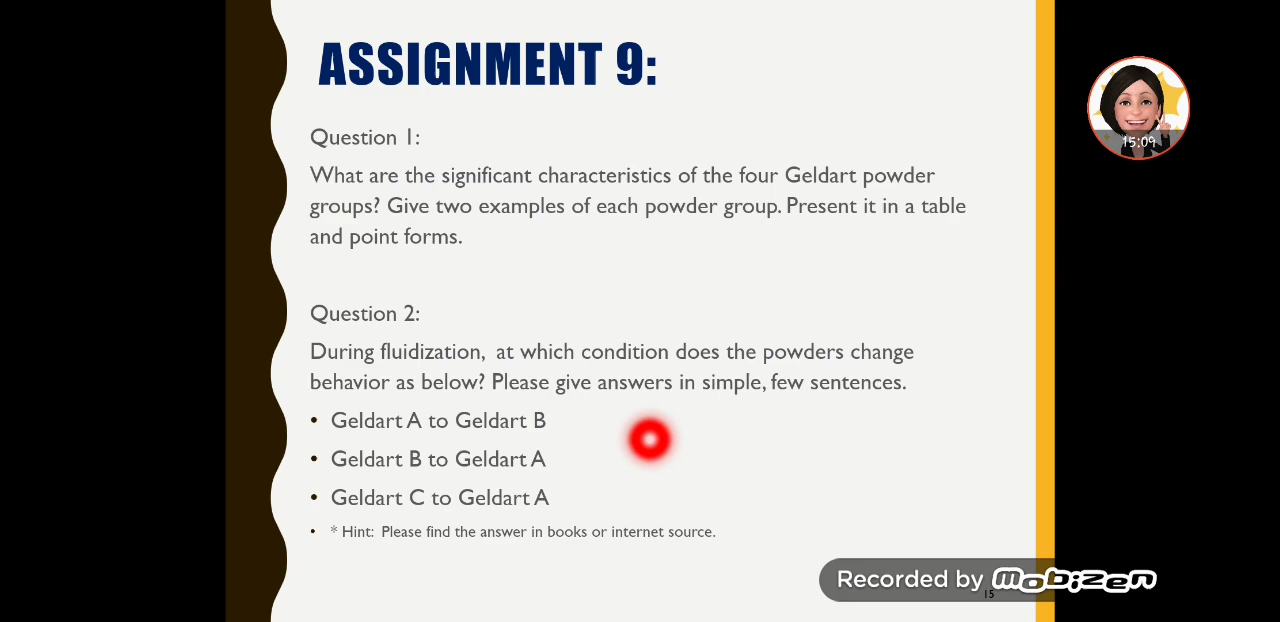 ASSIGNMENT 9:
Question 1:
What are the significant characteristics of the four Geldart powder
groups? Give two examples of each powder group. Present it in a table
and point forms.
Question 2:
During fluidization, at which condition does the powders change
behavior as below? Please give answers in simple, few sentences.
• Geldart A to Geldart B
• Geldart B to Geldart A
• Geldart C to Geldart A
• * Hint: Please find the answer in books or internet source.
15:09
Recorded by mobizen
15